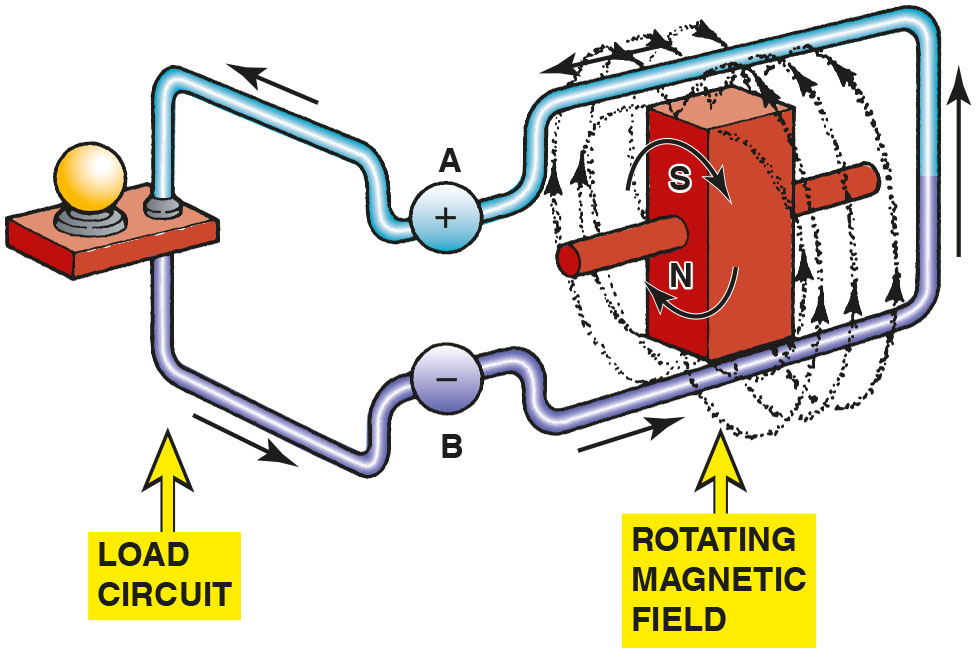 A
+
S
N
−
B
LOAD
CIRCUIT
ROTATING
MAGNETIC
FIELD